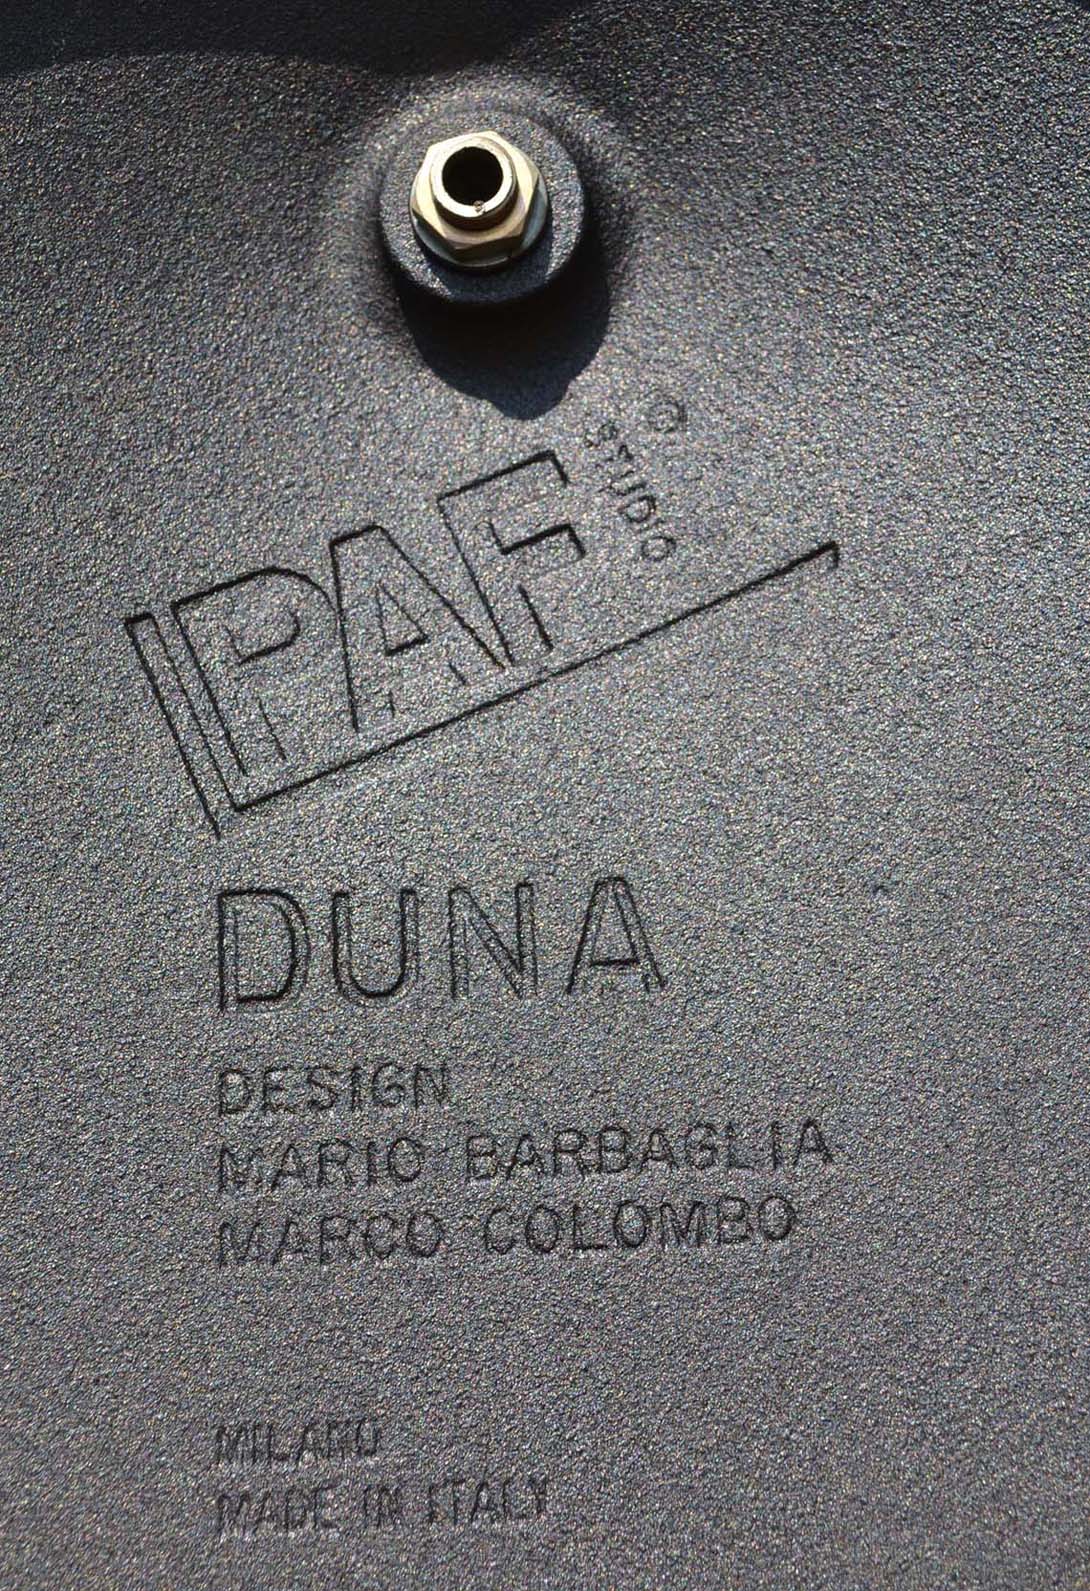 PAF STUDIO
DUNA
DESIGN
MARIO BARBAGLIA
MARCO COLOMBO
MILANO
MADE IN ITALY